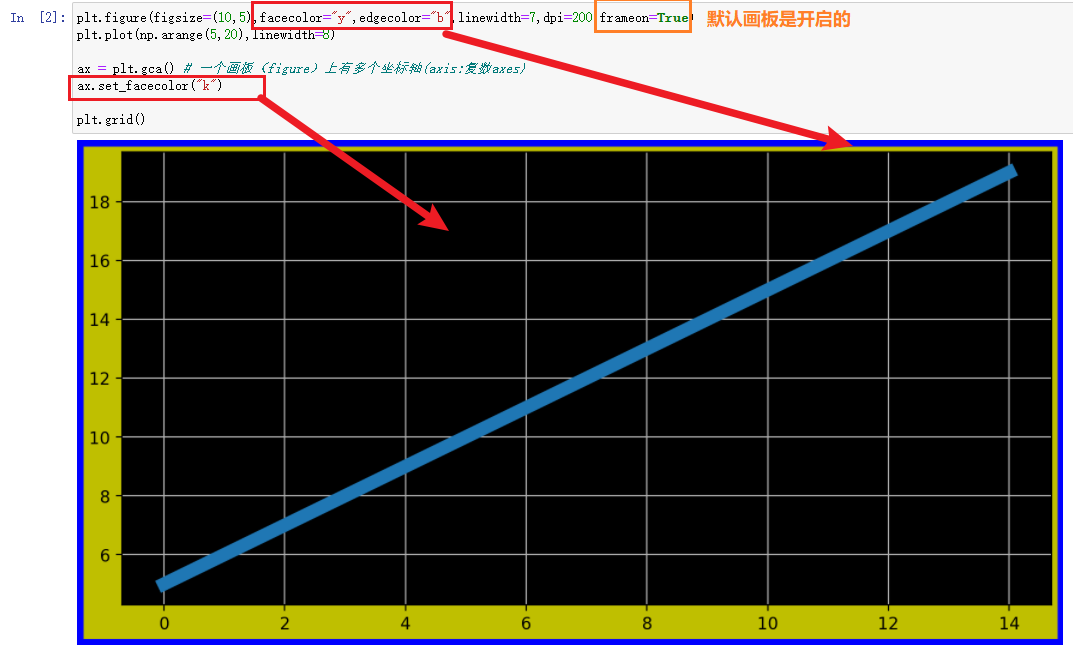 In [2]: plt.figure(figsize=(10,5),facecolor="y",edgecolor="b",linewidth=7,dpi=200,frameon=True) 默认画板是开启的
plt.plot(np.arange(5,20),linewidth=8)
ax = plt.gca() # 一个画板（figure）上有多个坐标轴(axis:复数axes)
ax.set_facecolor("k")
plt.grid()
18
16
14
12
10
8
6
0 2 4 6 8 10 12 14